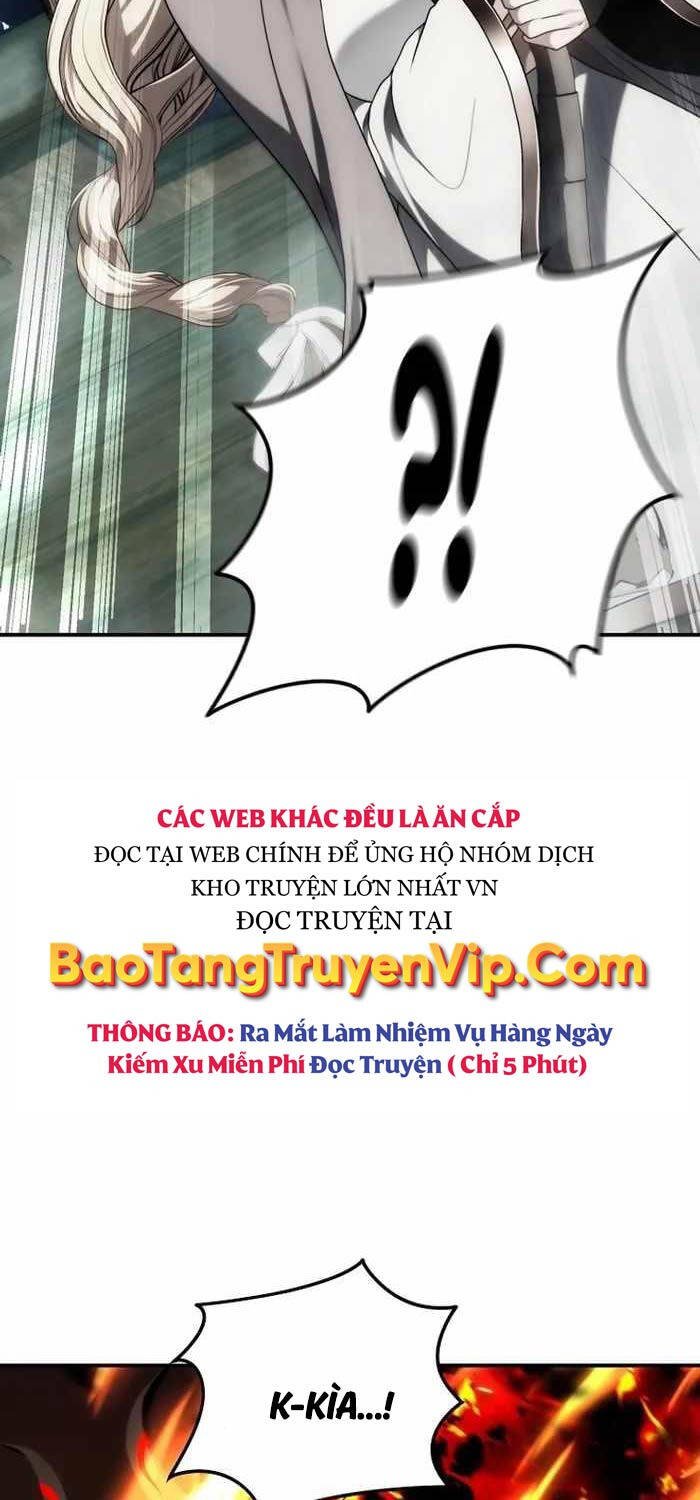 ?!
CÁC WEB KHÁC ĐỀU LÀ ĂN CẮP
ĐỌC TẠI WEB CHÍNH ĐỂ ỦNG HỘ NHÓM DỊCH
KHO TRUYỆN LỚN NHẤT VN
ĐỌC TRUYỆN TẠI
BaoTangTruyenVip.Com
THÔNG BÁO: Ra Mắt Làm Nhiệm Vụ Hàng Ngày
Kiếm Xu Miễn Phí Đọc Truyện ( Chỉ 5 Phút)
K-KÌA...!